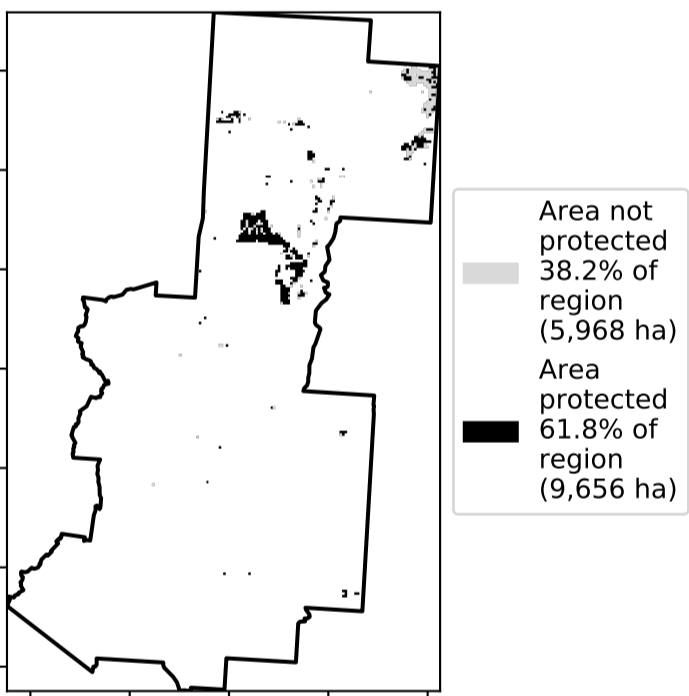 Area not
protected
38.2% of
region
(5,968 ha)
Area
protected
61.8% of
region
(9,656 ha)